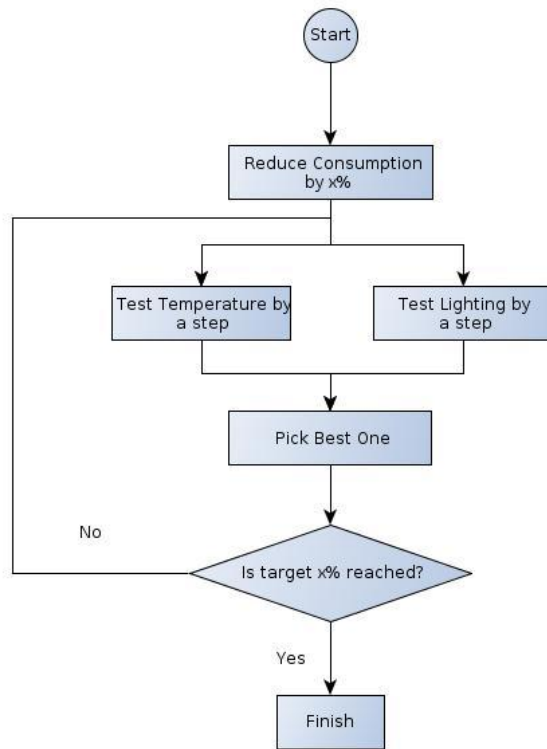 Start
Reduce Consumption
by x%
Test Temperature by
a step
Test Lighting by
a step
Pick Best One
No
Is target x% reached?
Yes
Finish